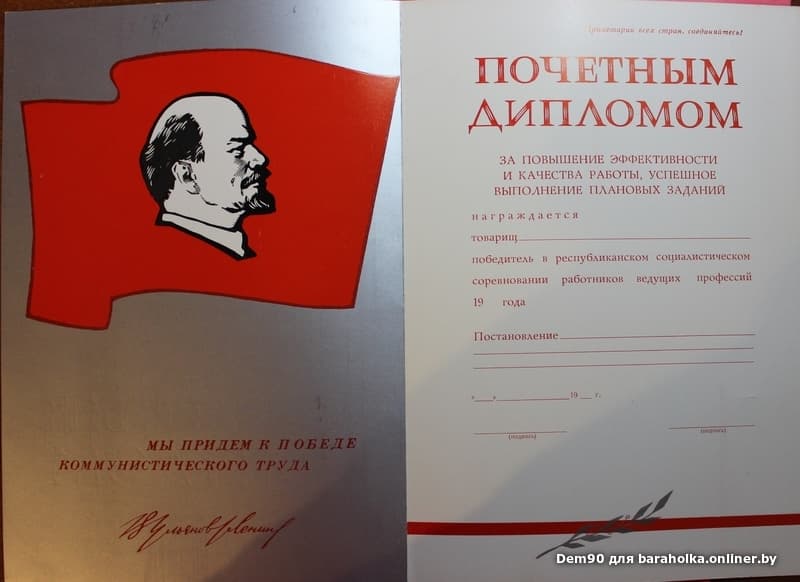 МЫ ПРИДЕМ К ПОБЕДЕ
КОММУНИСТИЧЕСКОГО ТРУДА
В Ульянов (Ленин)
Пролетарии всех стран, соединяйтесь!
ПОЧЕТНЫМ
ДИПЛОМОМ
ЗА ПОВЫШЕНИЕ ЭФФЕКТИВНОСТИ
И КАЧЕСТВА РАБОТЫ, УСПЕШНОЕ
ВЫПОЛНЕНИЕ ПЛАНОВЫХ ЗАДАНИЙ
награждается
товарищ
победитель в республиканском социалистическом
соревновании работников ведущих профессий
19 года
Постановление
«__»__________19__г.
(подпись) (подпись)
Dem90 для baraholka.onliner.by